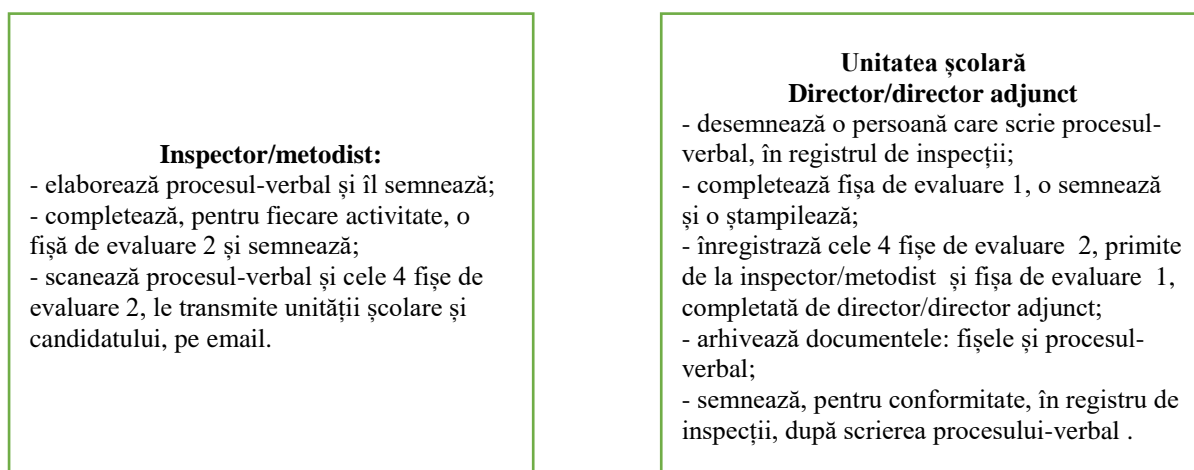 Inspector/metodist:
- elaborează procesul-verbal și îl semnează;
- completează, pentru fiecare activitate, o
fișă de evaluare 2 și semnează;
- scanează procesul-verbal și cele 4 fișe de
evaluare 2, le transmite unității școlare și
candidatului, pe email.
Unitatea școlară
Director/director adjunct
- desemnează o persoană care scrie procesul-
verbal, în registrul de inspecții;
- completează fișa de evaluare 1, o semnează
și o ștampilează;
- înregistrază cele 4 fișe de evaluare  2, primite
de la inspector/metodist  și fișa de evaluare  1,
completată de director/director adjunct;
- arhivează documentele: fișele și procesul-
verbal;
- semnează, pentru conformitate, în registru de
inspecții, după scrierea procesului-verbal .